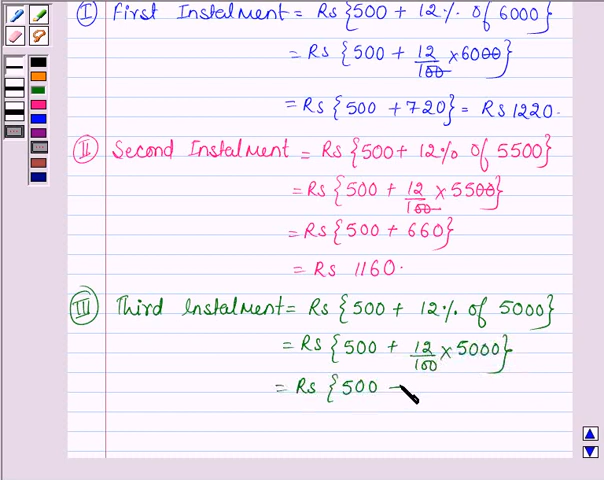 (I) First Instalment = Rs {500 + 12% of 6000}
= Rs {500 + 12/100 × 6000}
= Rs {500 + 720} = Rs 1220.
(II) Second Instalment = Rs {500 + 12% of 5500}
= Rs {500 + 12/100 × 5500}
= Rs {500 + 660}
= Rs 1160.
(III) Third Instalment = Rs {500 + 12% of 5000}
= Rs {500 + 12/100 × 5000}
= Rs {500 -